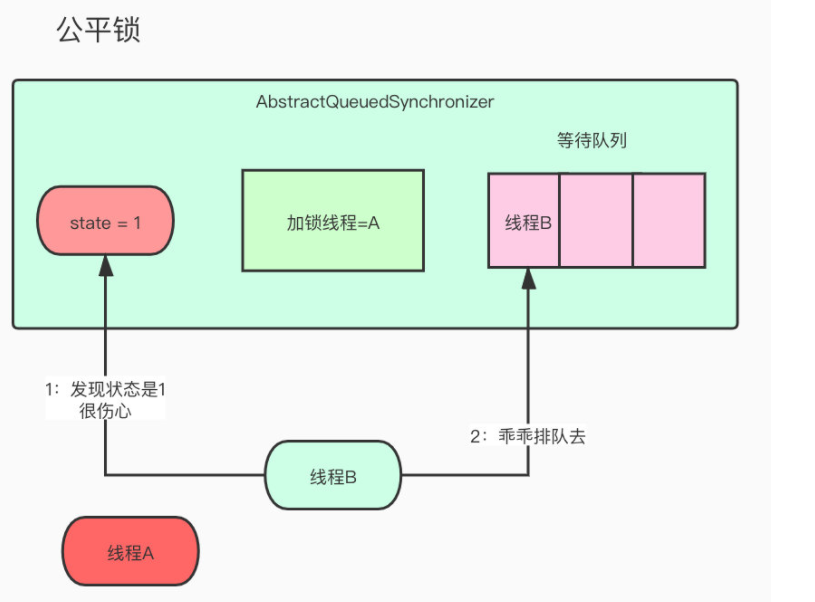 公平锁
AbstractQueuedSynchronizer
等待队列
state = 1
加锁线程=A
线程B
1：发现状态是1
很伤心
2：乖乖排队去
线程B
线程A